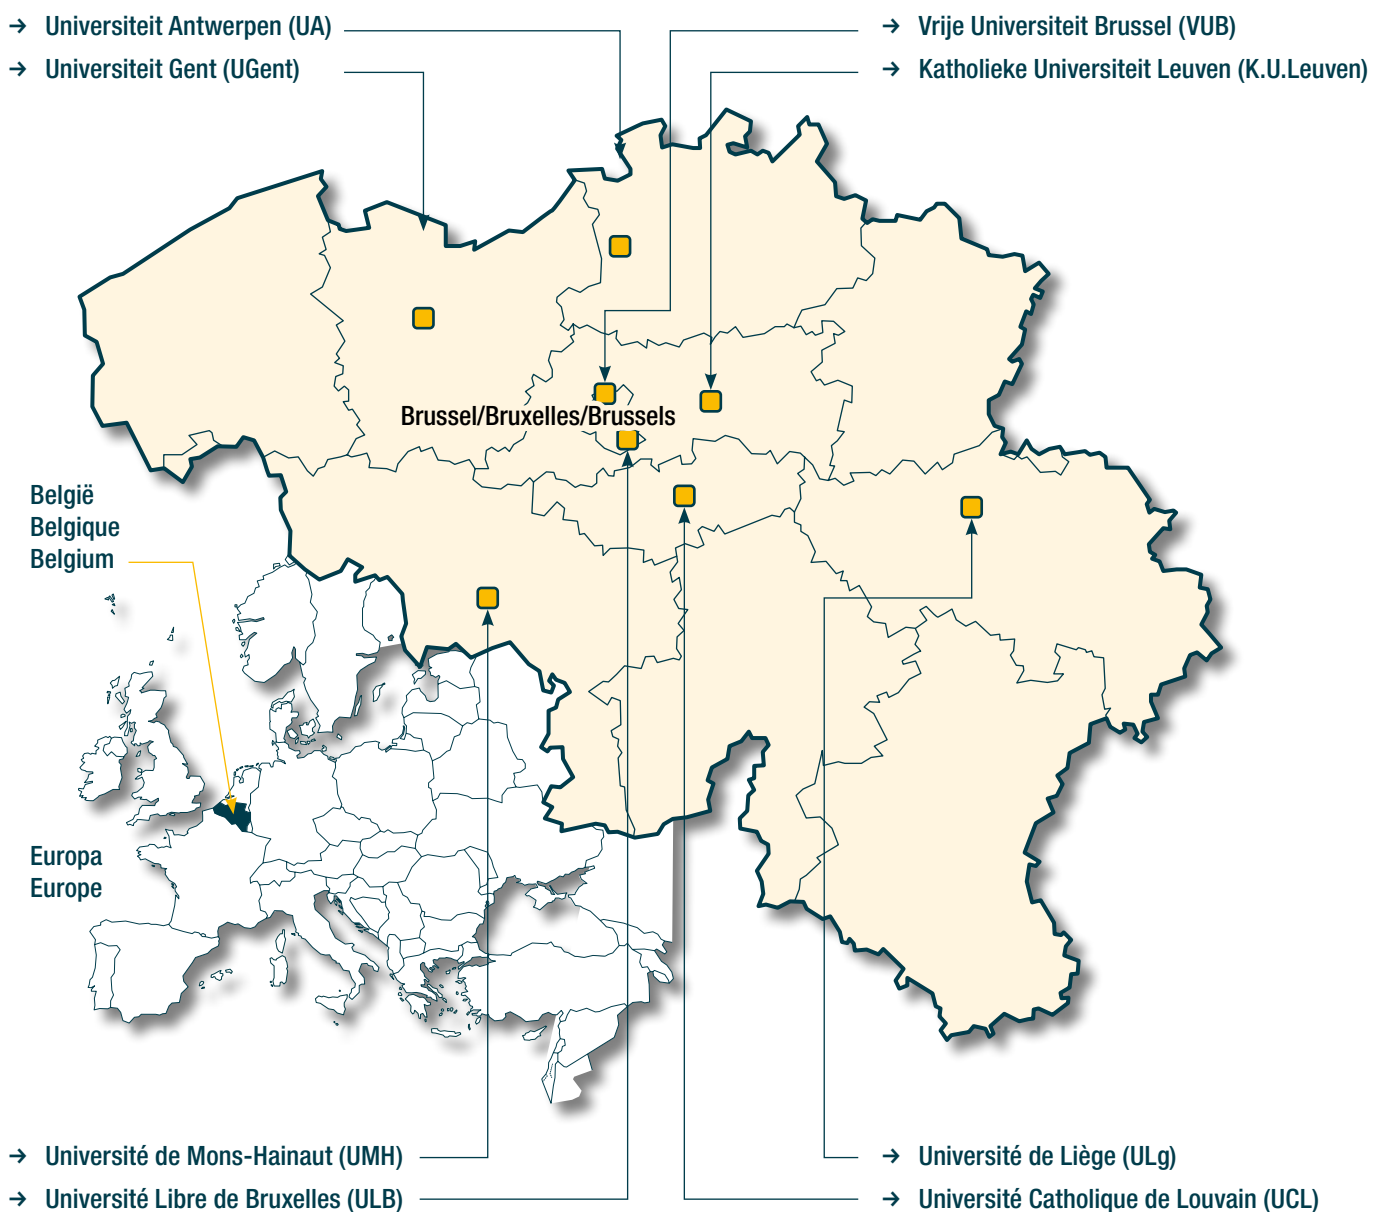 → Universiteit Antwerpen (UA)
→ Universiteit Gent (UGent)
→ Vrije Universiteit Brussel (VUB)
→ Katholieke Universiteit Leuven (K.U.Leuven)
Brussel/Bruxelles/Brussels
België
Belgique
Belgium
Europa
Europe
→ Université de Mons-Hainaut (UMH)
→ Université Libre de Bruxelles (ULB)
→ Université de Liège (ULg)
→ Université Catholique de Louvain (UCL)